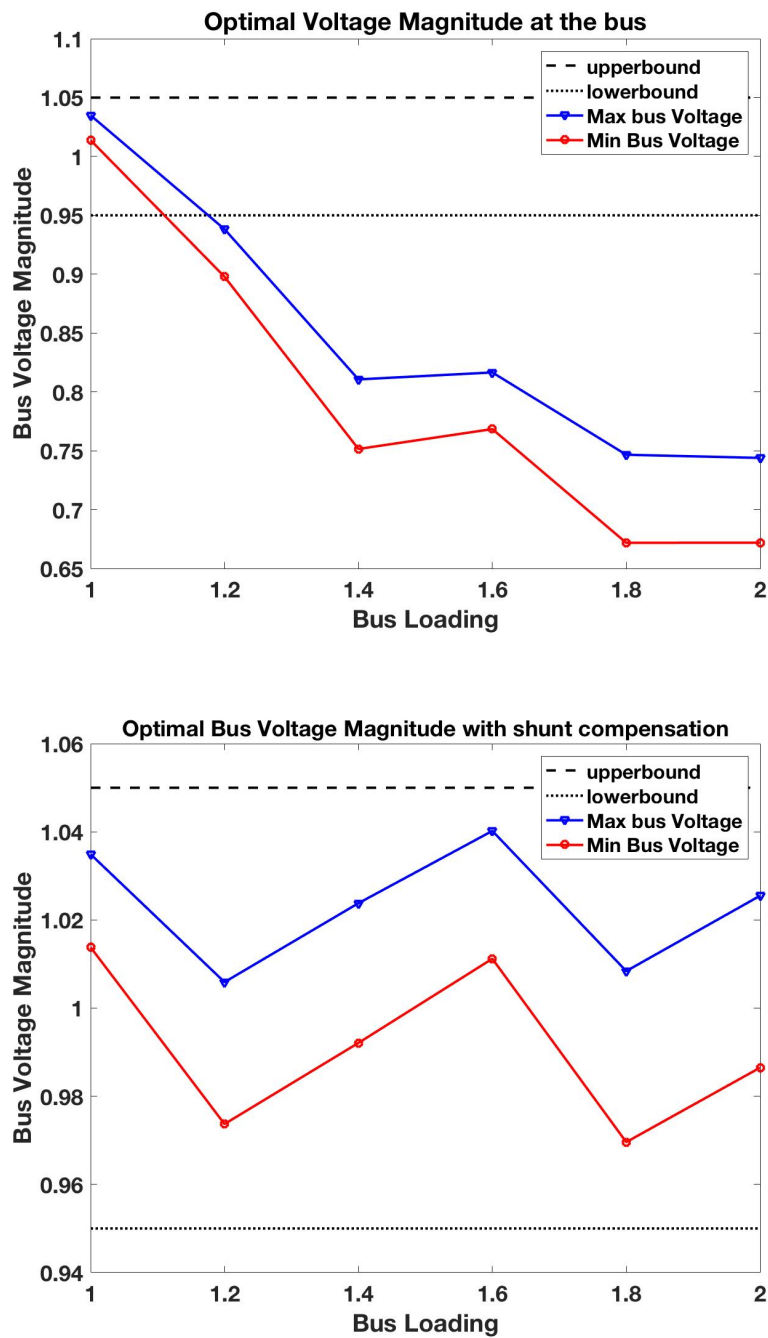 Optimal Voltage Magnitude at the bus
1.1
1.05
1
0.95
0.9
0.85
0.8
0.75
0.7
0.65
Bus Voltage Magnitude
upperbound
lowerbound
Max bus Voltage
Min Bus Voltage
1 1.2 1.4 1.6 1.8 2
Bus Loading
Optimal Bus Voltage Magnitude with shunt compensation
1.06
1.04
1.02
1
0.98
0.96
0.94
Bus Voltage Magnitude
upperbound
lowerbound
Max bus Voltage
Min Bus Voltage
1 1.2 1.4 1.6 1.8 2
Bus Loading